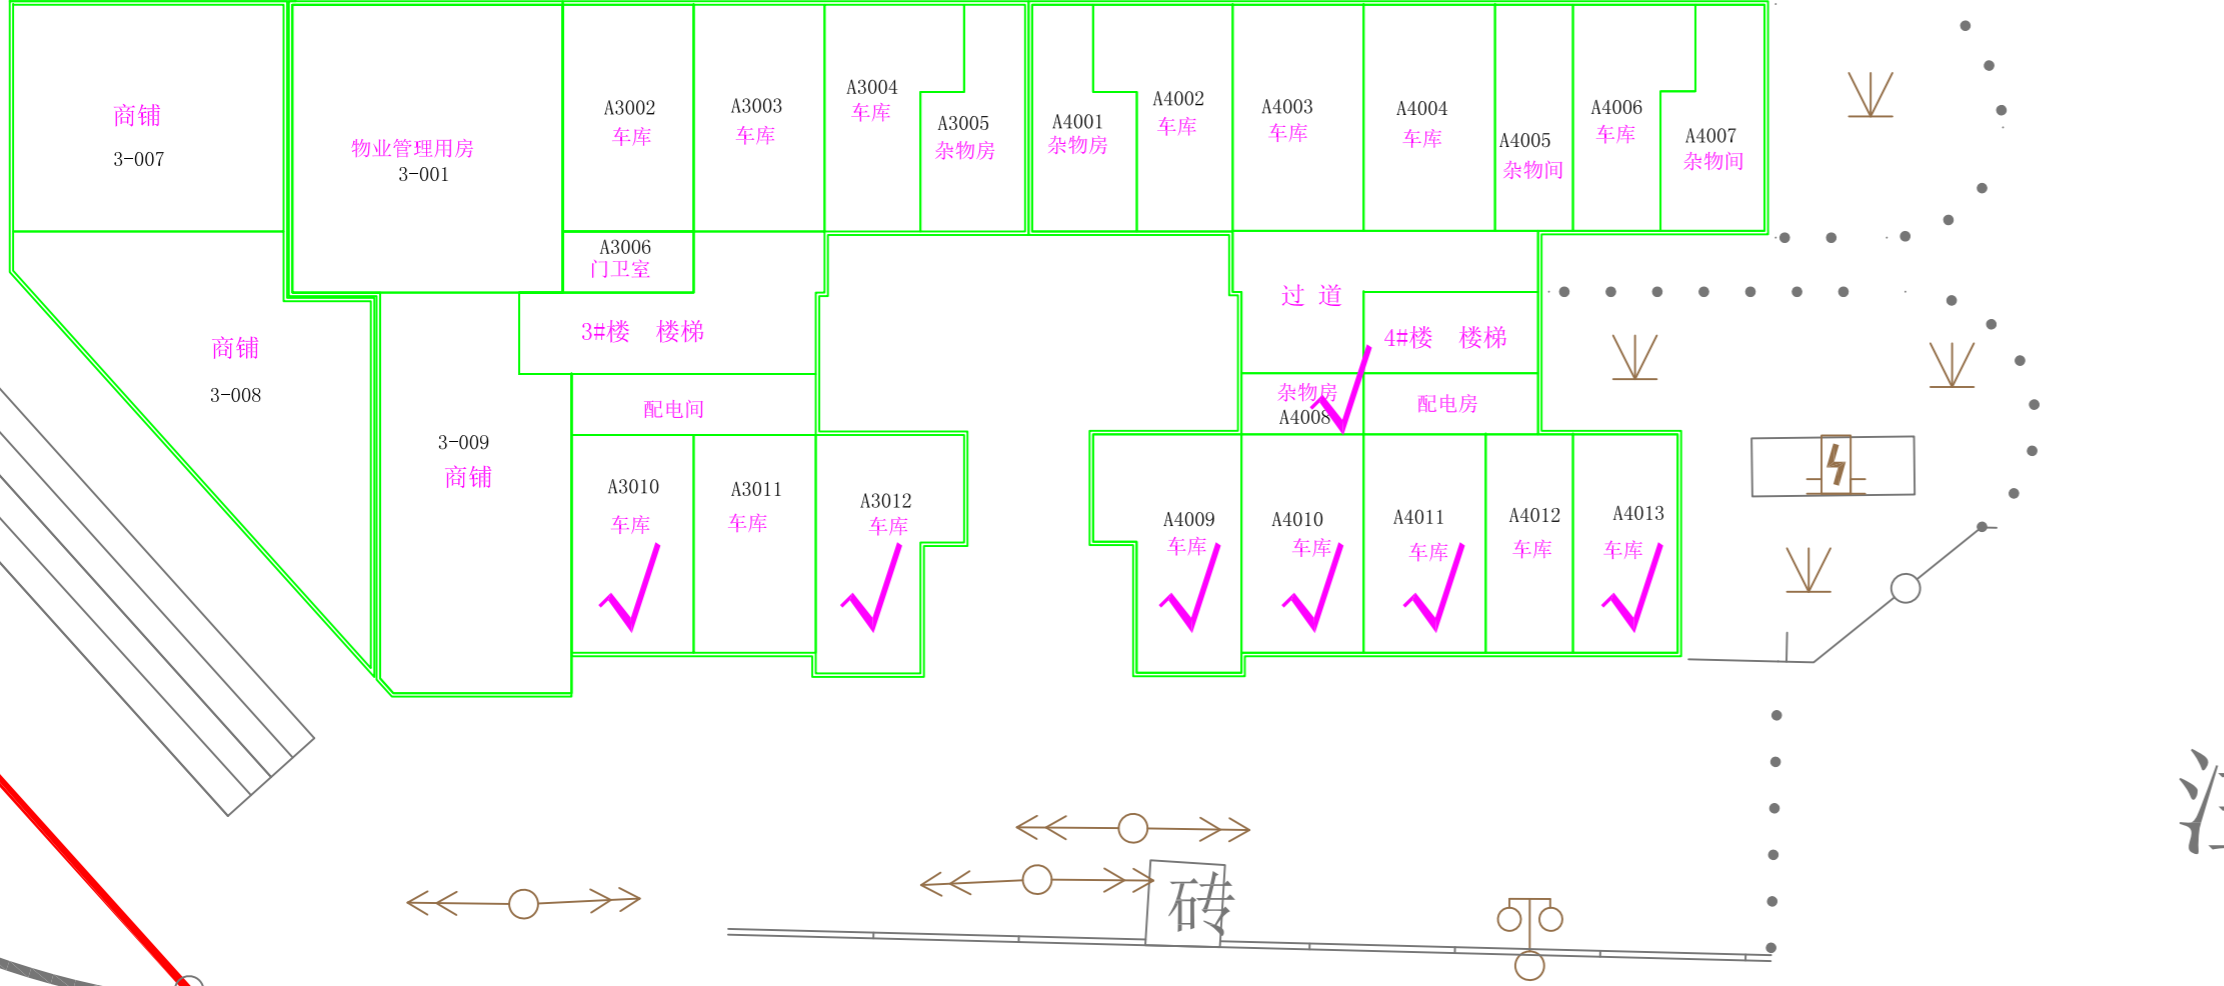 商铺
3-007
物业管理用房
3-001
A3002
车库
A3003
车库
A3004
车库
A3005
杂物房
A4001
杂物房
A4002
车库
A4003
车库
A4004
车库
A4005
杂物间
A4006
车库
A4007
杂物间
A3006
门卫室
商铺
3-008
3#楼 楼梯
过 道
4#楼 楼梯
配电间
杂物房
A4008
配电房
3-009
商铺
A3010
车库
A3011
车库
A3012
车库
A4009
车库
A4010
车库
A4011
车库
A4012
车库
A4013
车库
砖